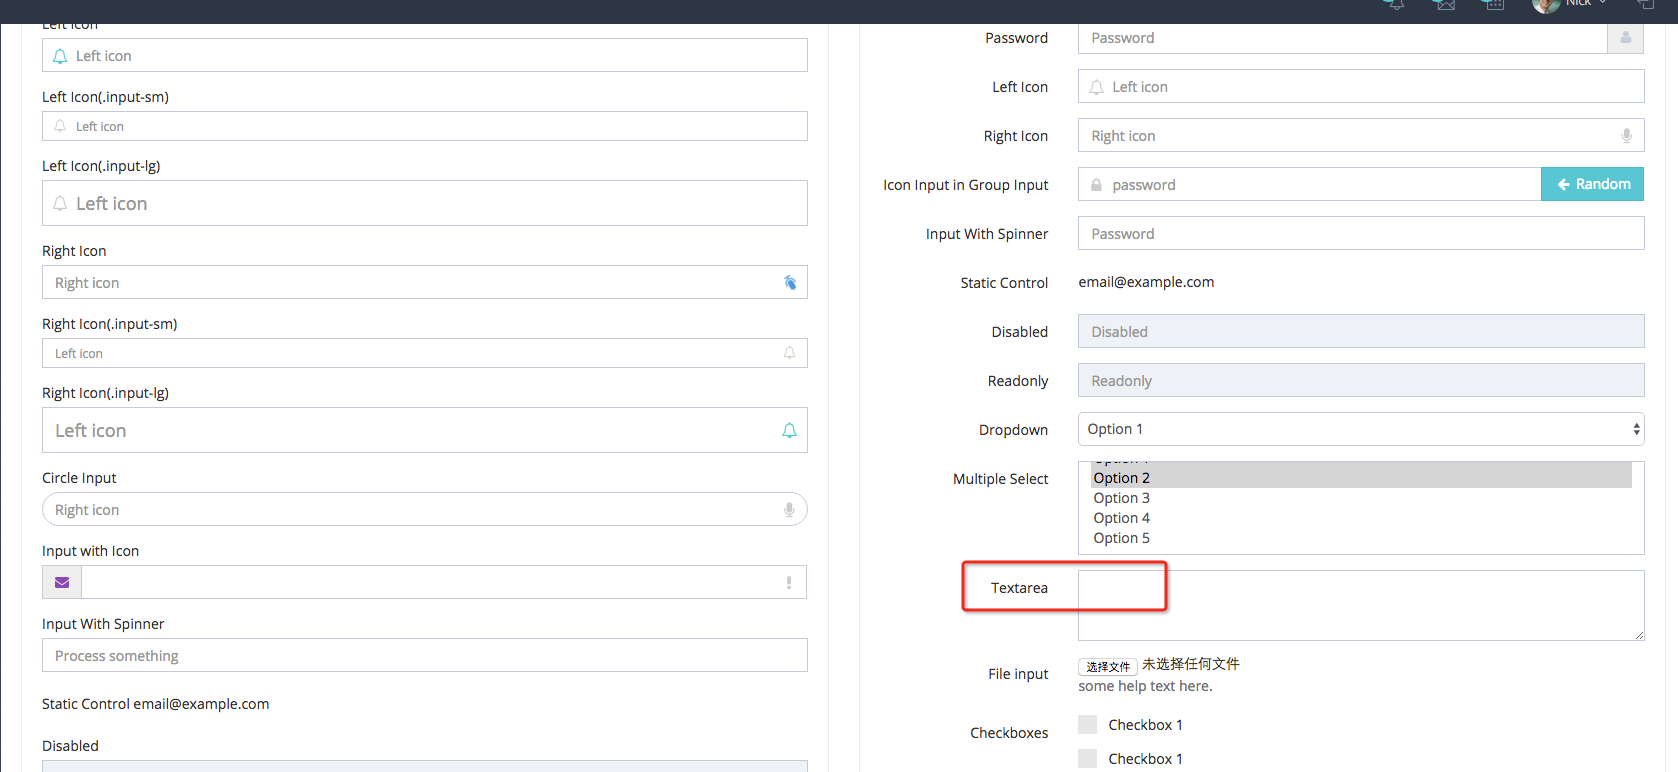 Nick
Left Icon
Left icon
Left Icon(.input-sm)
Left icon
Left Icon(.input-lg)
Left icon
Right Icon
Right icon
Right Icon(.input-sm)
Left icon
Right Icon(.input-lg)
Left icon
Circle Input
Right icon
Input with Icon
Input With Spinner
Process something
Static Control email@example.com
Disabled
Password Password
Left Icon Left icon
Right Icon Right icon
Icon Input in Group Input password Random
Input With Spinner Password
Static Control email@example.com
Disabled Disabled
Readonly Readonly
Dropdown Option 1
Multiple Select
Option 2
Option 3
Option 4
Option 5
Textarea
File input 选择文件 未选择任何文件
some help text here.
Checkboxes
Checkbox 1
Checkbox 1